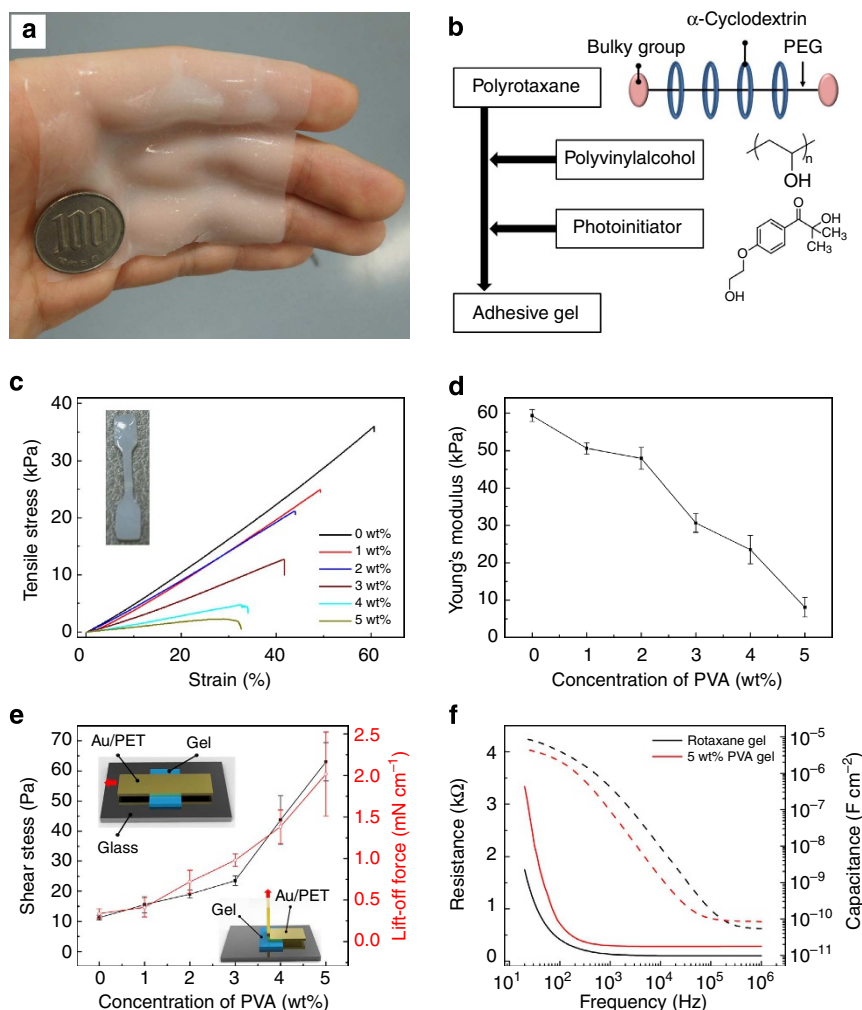 a
100
b
α-Cyclodextrin
Bulky group
PEG
Polyrotaxane
Polyvinylalcohol
n
OH
Photoinitiator
O
OH
CH3
CH3
O
OH
Adhesive gel
c
Tensile stress (kPa)
40
30
20
10
0
0 wt%
1 wt%
2 wt%
3 wt%
4 wt%
5 wt%
0 20 40 60
Strain (%)
d
Young's modulus (kPa)
60
50
40
30
20
10
0
0 1 2 3 4 5
Concentration of PVA (wt%)
e
Shear stess (Pa)
70
60
50
40
30
20
10
0
Au/PET
Gel
Glass
Au/PET
Gel
2.5
2.0
1.5
1.0
0.5
0.0
Lift-off force (mN cm⁻¹)
0 1 2 3 4 5
Concentration of PVA (wt%)
f
Resistance (kΩ)
4
3
2
1
0
Rotaxane gel
5 wt% PVA gel
10⁻⁵
10⁻⁶
10⁻⁷
10⁻⁸
10⁻⁹
10⁻¹⁰
10⁻¹¹
Capacitance (F cm⁻²)
10¹ 10² 10³ 10⁴ 10⁵ 10⁶
Frequency (Hz)